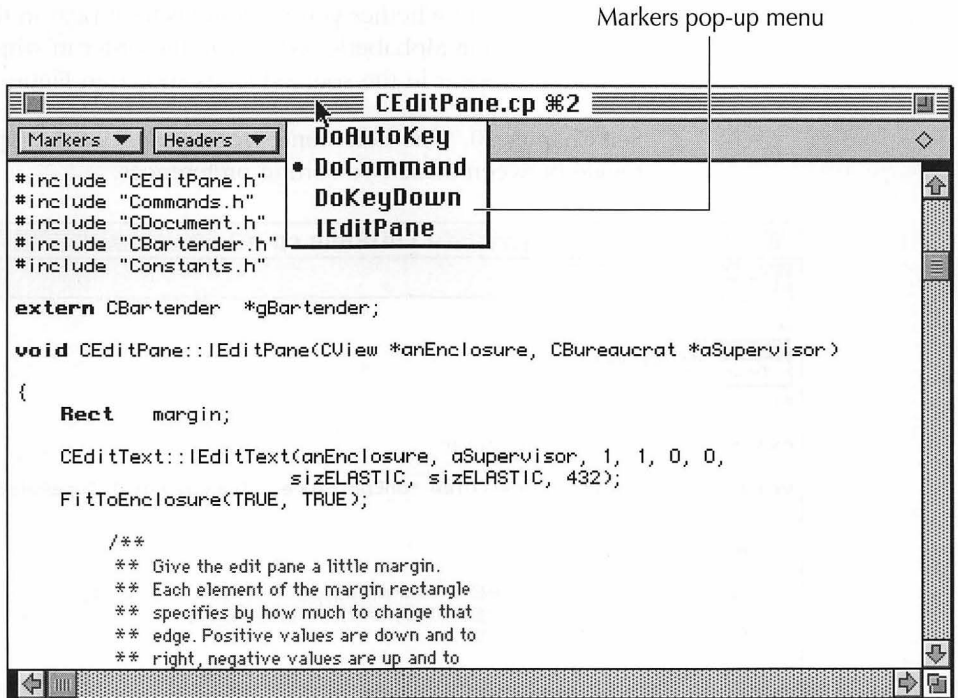 Markers pop-up menu
CEditPane.cp ⌘2
Markers ▼ Headers ▼
DoAutoKey
• DoCommand
DoKeyDown
IEditPane
#include "CEditPane.h"
#include "Commands.h"
#include "CDocument.h"
#include "CBartender.h"
#include "Constants.h"
extern CBartender *gBartender;
void CEditPane::IEditPane(CView *anEnclosure, CBureaucrat *aSupervisor)
{
Rect margin;
CEditText::IEditText(anEnclosure, aSupervisor, 1, 1, 0, 0,
sizELASTIC, sizELASTIC, 432);
FitToEnclosure(TRUE, TRUE);
/**
** Give the edit pane a little margin.
** Each element of the margin rectangle
** specifies by how much to change that
** edge. Positive values are down and to
** right, negative values are up and to